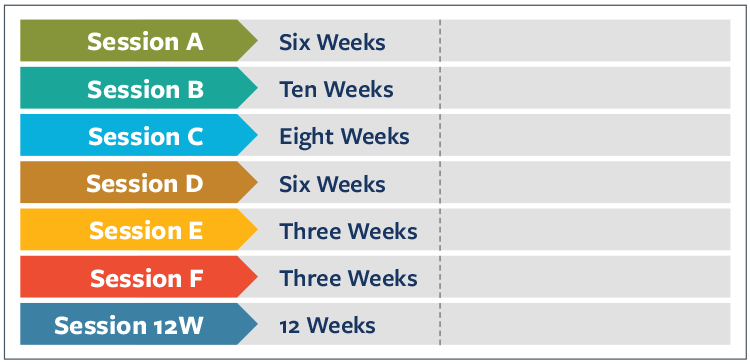 Session A Six Weeks
Session B Ten Weeks
Session C Eight Weeks
Session D Six Weeks
Session E Three Weeks
Session F Three Weeks
Session 12W 12 Weeks